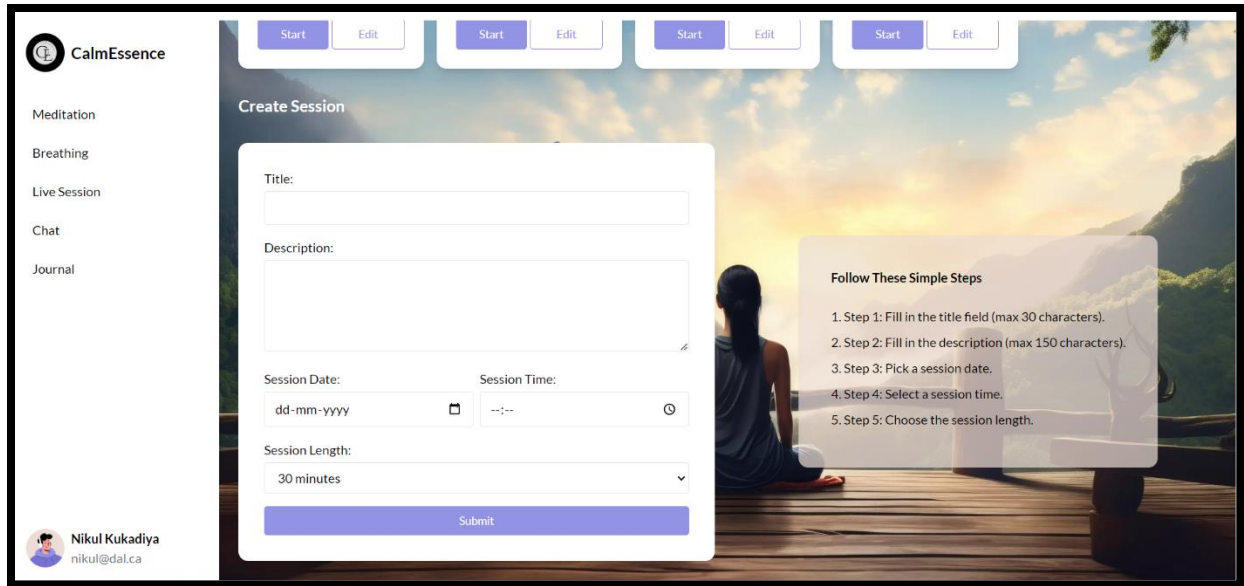 CE CalmEssence
Meditation
Breathing
Live Session
Chat
Journal
Nikul Kukadiya
nikul@dal.ca
Start Edit Start Edit Start Edit Start Edit
Create Session
Title:
Description:
Session Date: Session Time:
dd-mm-yyyy --:--
Session Length:
30 minutes
Submit
Follow These Simple Steps
1. Step 1: Fill in the title field (max 30 characters).
2. Step 2: Fill in the description (max 150 characters).
3. Step 3: Pick a session date.
4. Step 4: Select a session time.
5. Step 5: Choose the session length.